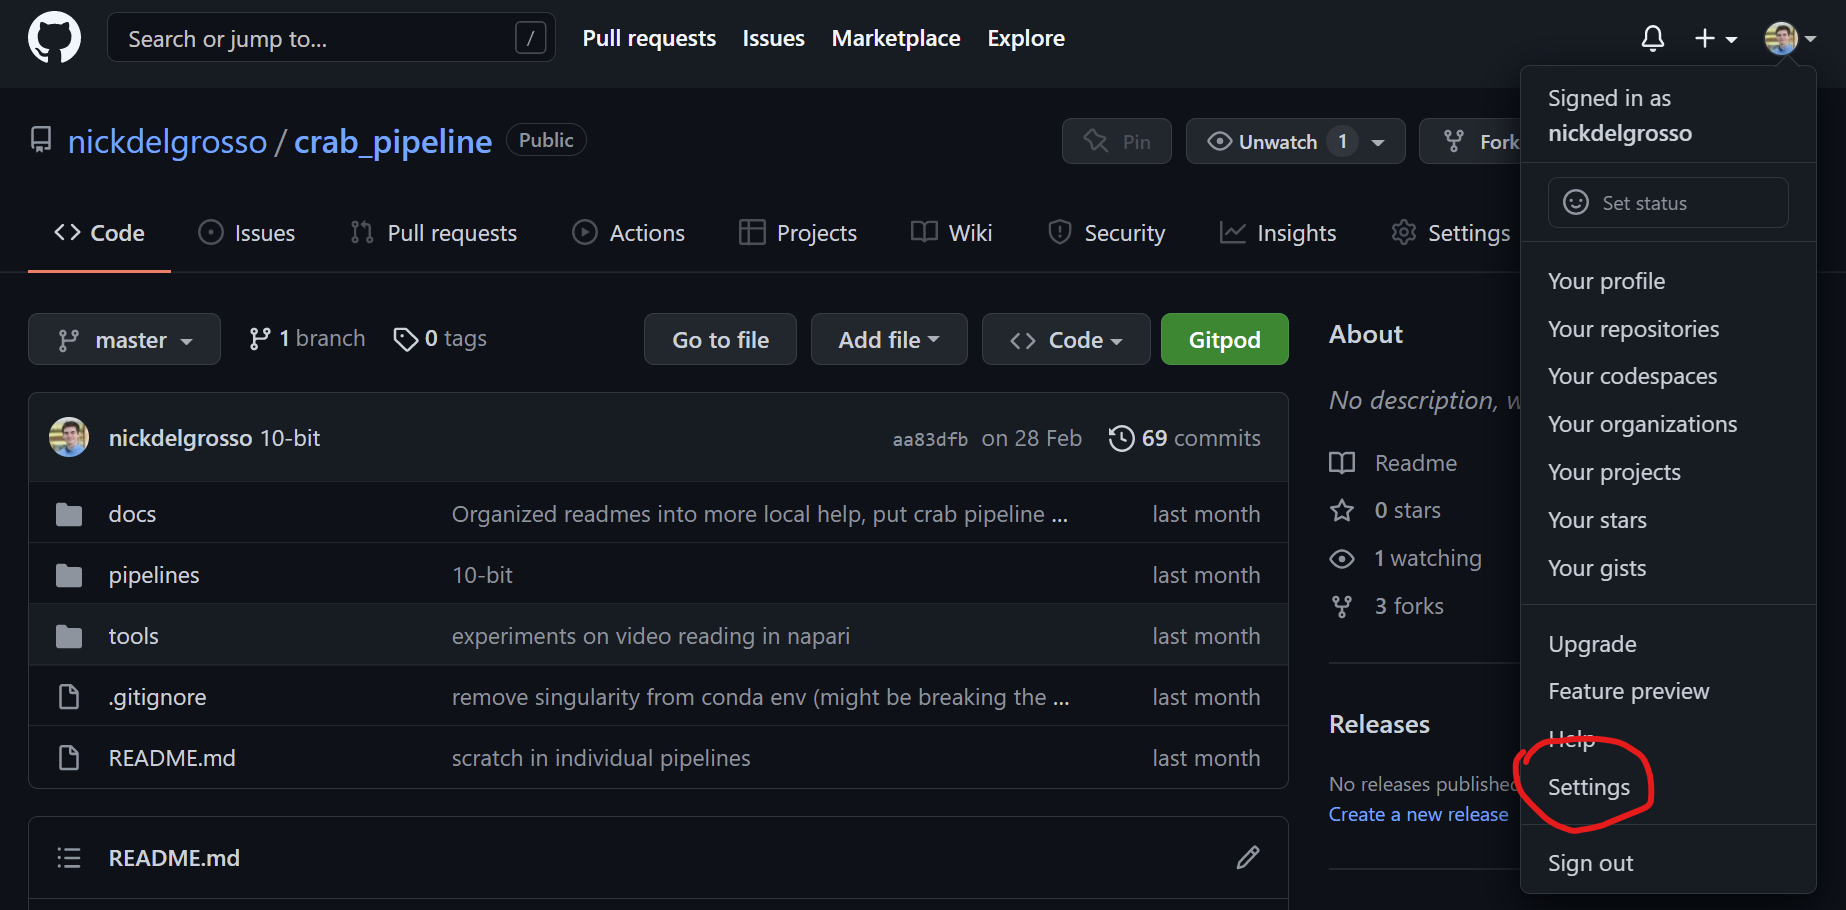 Search or jump to... /
Pull requests Issues Marketplace Explore
nickdelgrosso / crab_pipeline Public
Pin Unwatch 1 Fork
Code Issues Pull requests Actions Projects Wiki Security Insights Settings
master 1 branch 0 tags Go to file Add file Code Gitpod
nickdelgrosso 10-bit aa83dfb on 28 Feb 69 commits
docs Organized readmes into more local help, put crab pipeline ... last month
pipelines 10-bit last month
tools experiments on video reading in napari last month
.gitignore remove singularity from conda env (might be breaking the ... last month
README.md scratch in individual pipelines last month
README.md
About
No description,
Readme
0 stars
1 watching
3 forks
Releases
No releases published
Create a new release
Signed in as
nickdelgrosso
Set status
Your profile
Your repositories
Your codespaces
Your organizations
Your projects
Your stars
Your gists
Upgrade
Feature preview
Help
Settings
Sign out